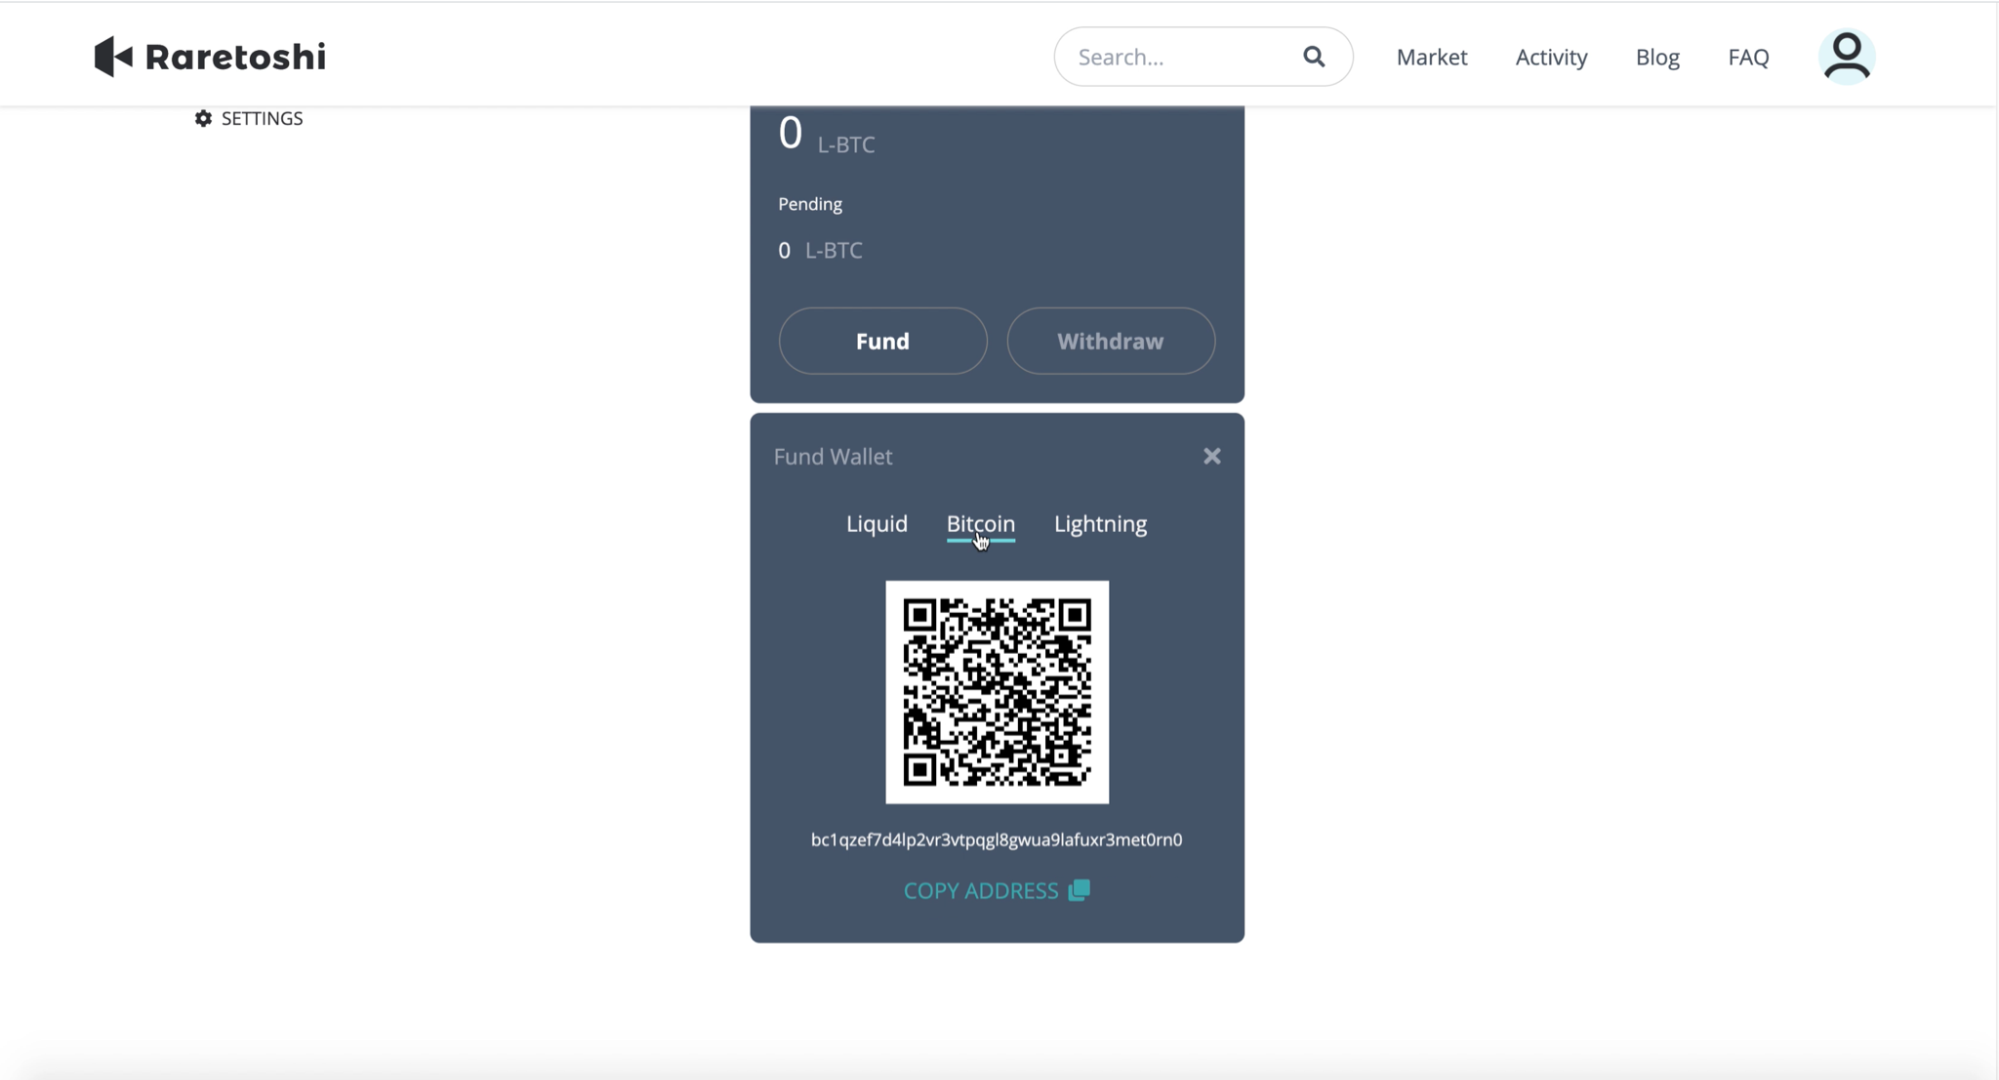 Raretoshi
Search...
Market
Activity
Blog
FAQ
SETTINGS
0 L-BTC
Pending
0 L-BTC
Fund
Withdraw
Fund Wallet
Liquid
Bitcoin
Lightning
bc1qzef7d4lp2vr3vtpqgl8gwua9lafuxr3met0rn0
COPY ADDRESS